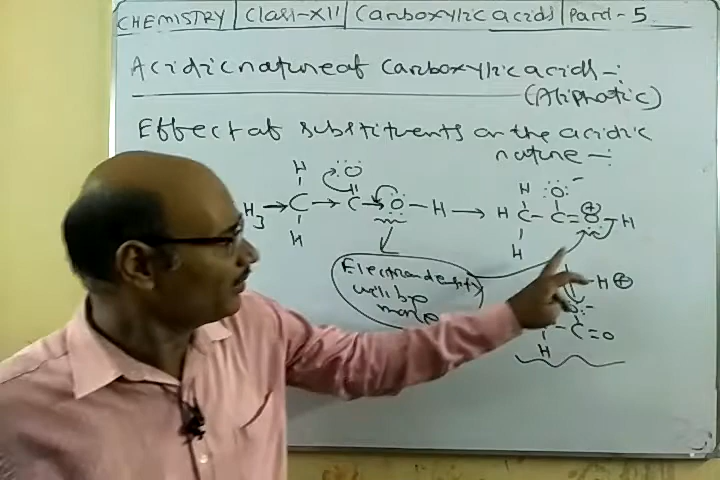 CHEMISTRY | Class-XII | Carboxylic acids | Part-5
Acidic nature of Carboxylic acids-:
(Aliphatic)
Effect of substituents on the acidic
nature-:
H :O: :O:⁻
H₃ → C → C → O - H → H C - C = O - H
H H
H H
Electron density
will be
more
H ⊕
C = O
H